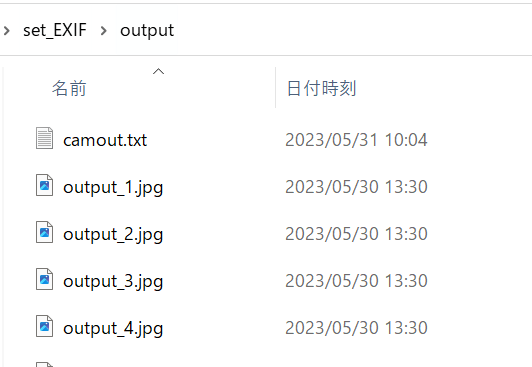 set_EXIF > output
名前 日付時刻
camout.txt 2023/05/31 10:04
output_1.jpg 2023/05/30 13:30
output_2.jpg 2023/05/30 13:30
output_3.jpg 2023/05/30 13:30
output_4.jpg 2023/05/30 13:30